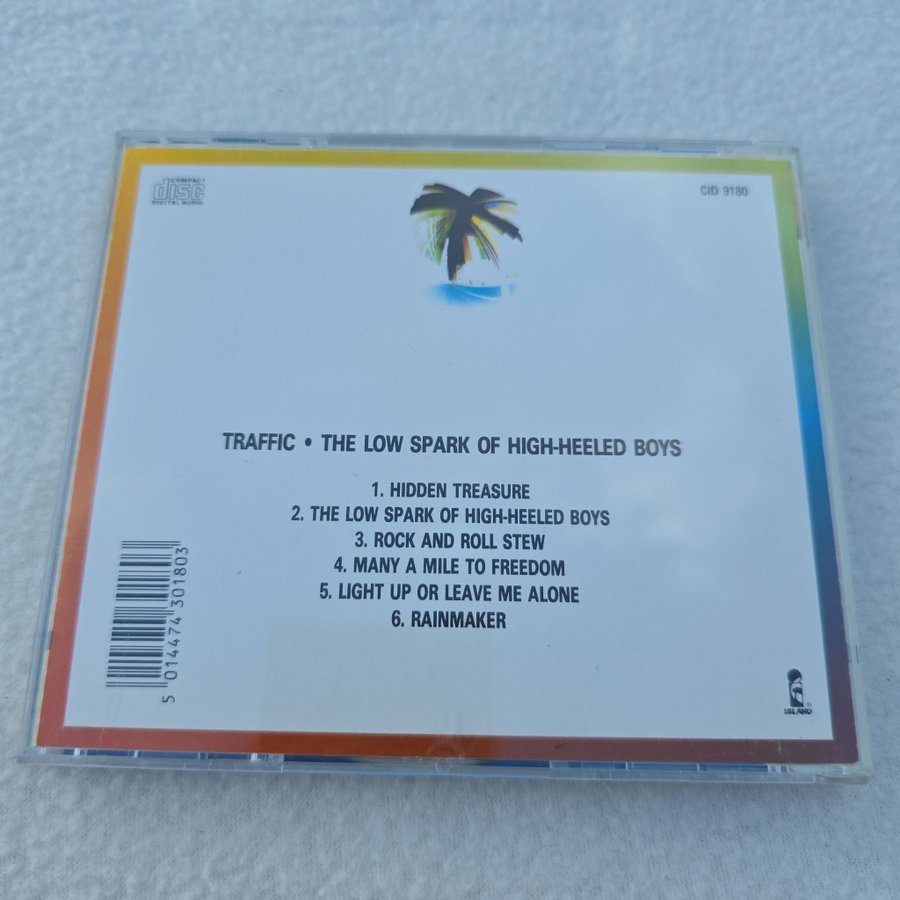 COMPACT
disc
DIGITAL AUDIO
CID 9180
TRAFFIC • THE LOW SPARK OF HIGH-HEELED BOYS
1. HIDDEN TREASURE
2. THE LOW SPARK OF HIGH-HEELED BOYS
3. ROCK AND ROLL STEW
4. MANY A MILE TO FREEDOM
5. LIGHT UP OR LEAVE ME ALONE
6. RAINMAKER
5 014474 301803
ISLAND